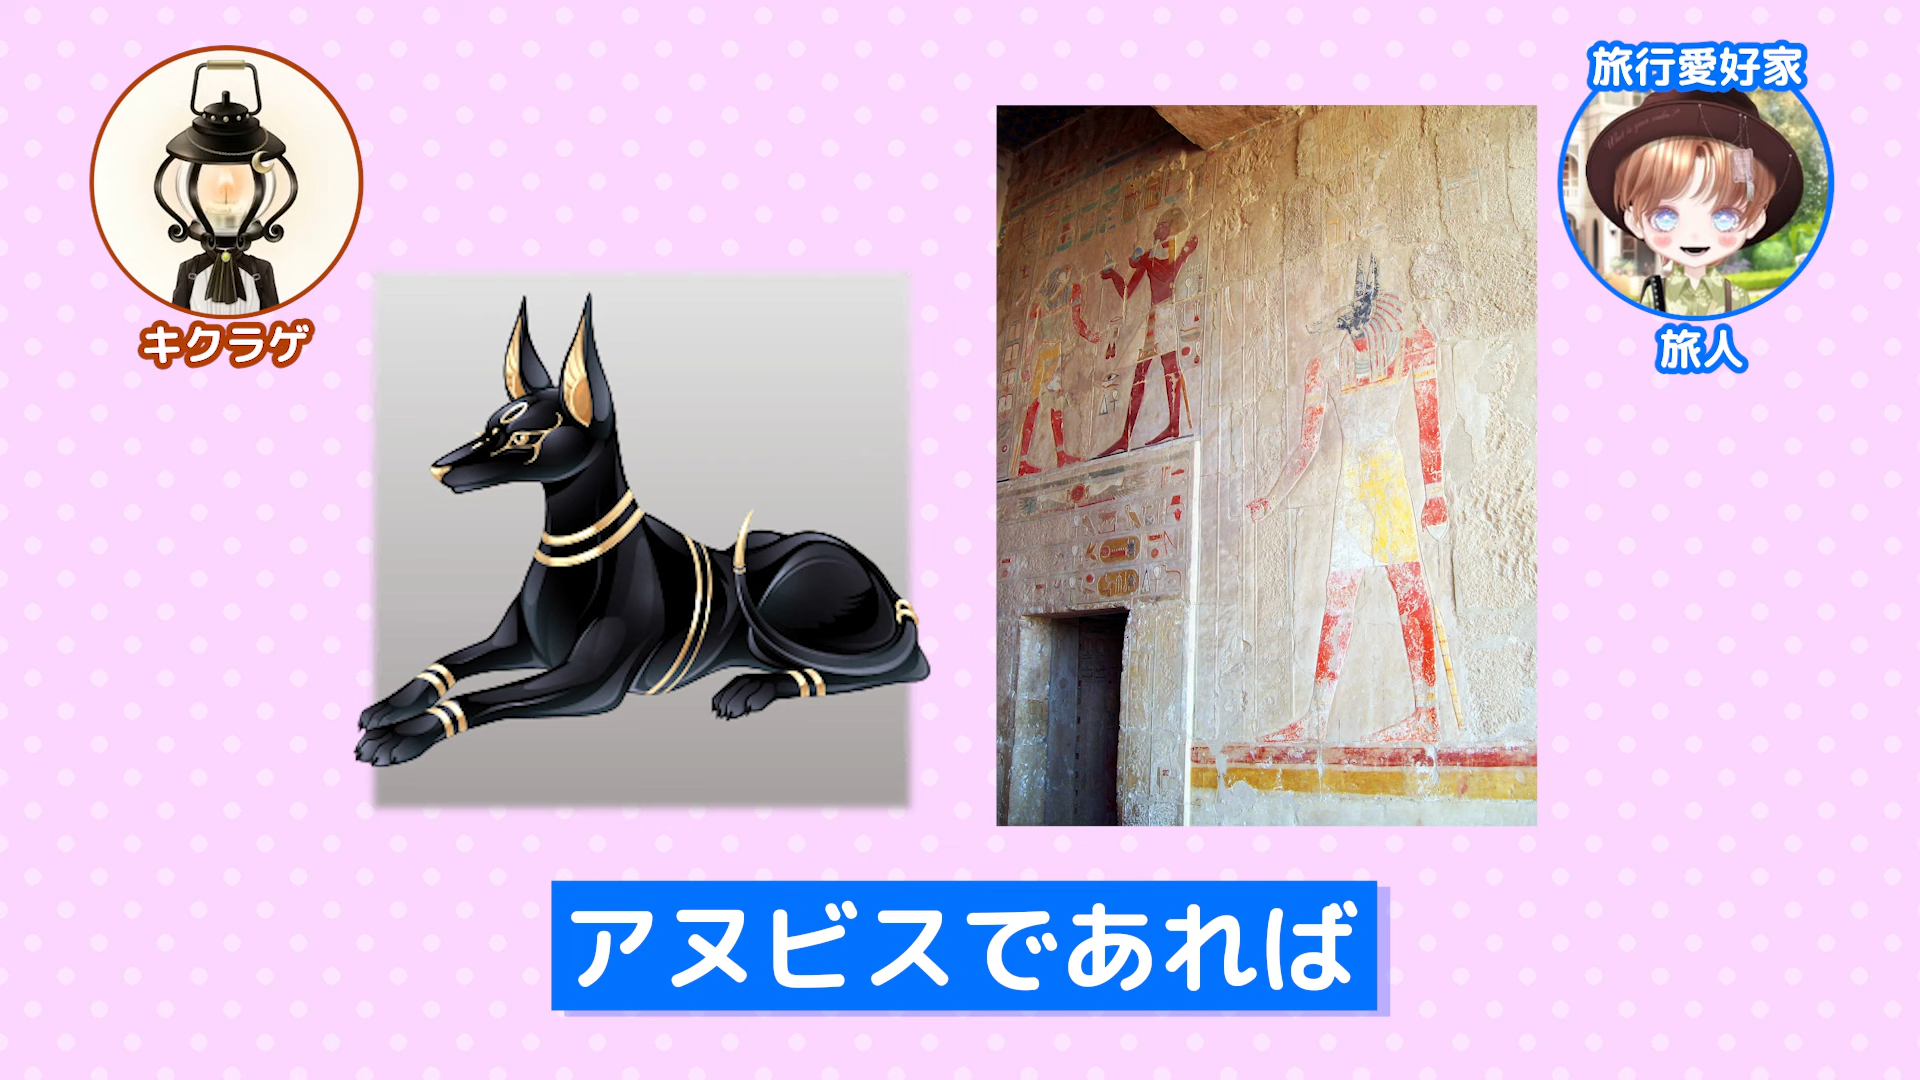 旅行愛好家
キクラゲ
旅人
アヌビスであれば